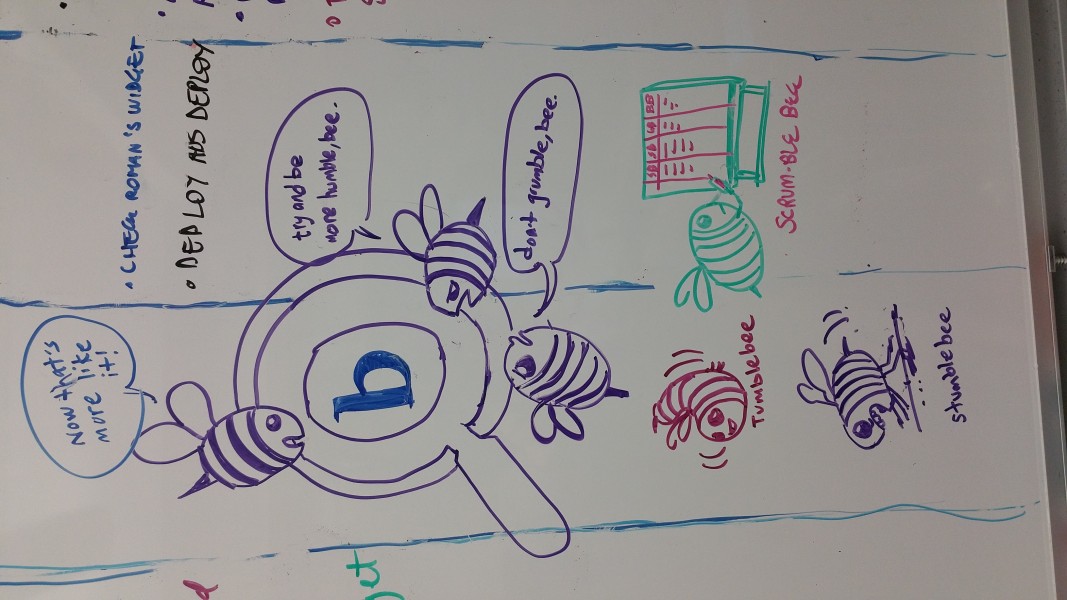 Now that's
more like
it!
• CHECK ROMAN'S WIDGET
• DEPLOY ADS DEPLOY
try and be
more humble, bee.
b
don't grumble, bee.
Tumblebee
SCRUM-BLE BEE
stumblebee
get